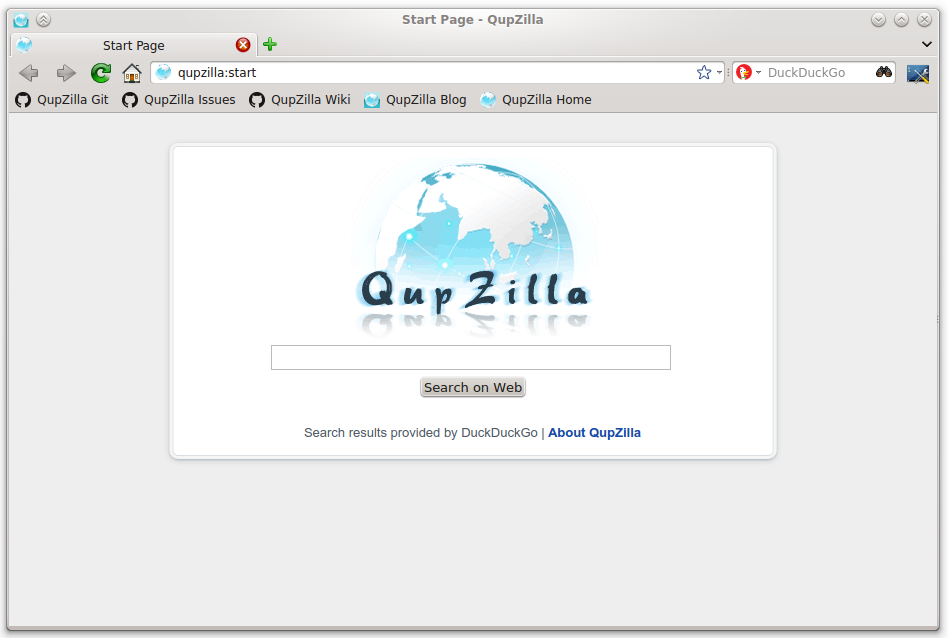 Start Page - QupZilla
Start Page
qupzilla:start DuckDuckGo
QupZilla Git QupZilla Issues QupZilla Wiki QupZilla Blog QupZilla Home
QupZilla
Search on Web
Search results provided by DuckDuckGo | About QupZilla